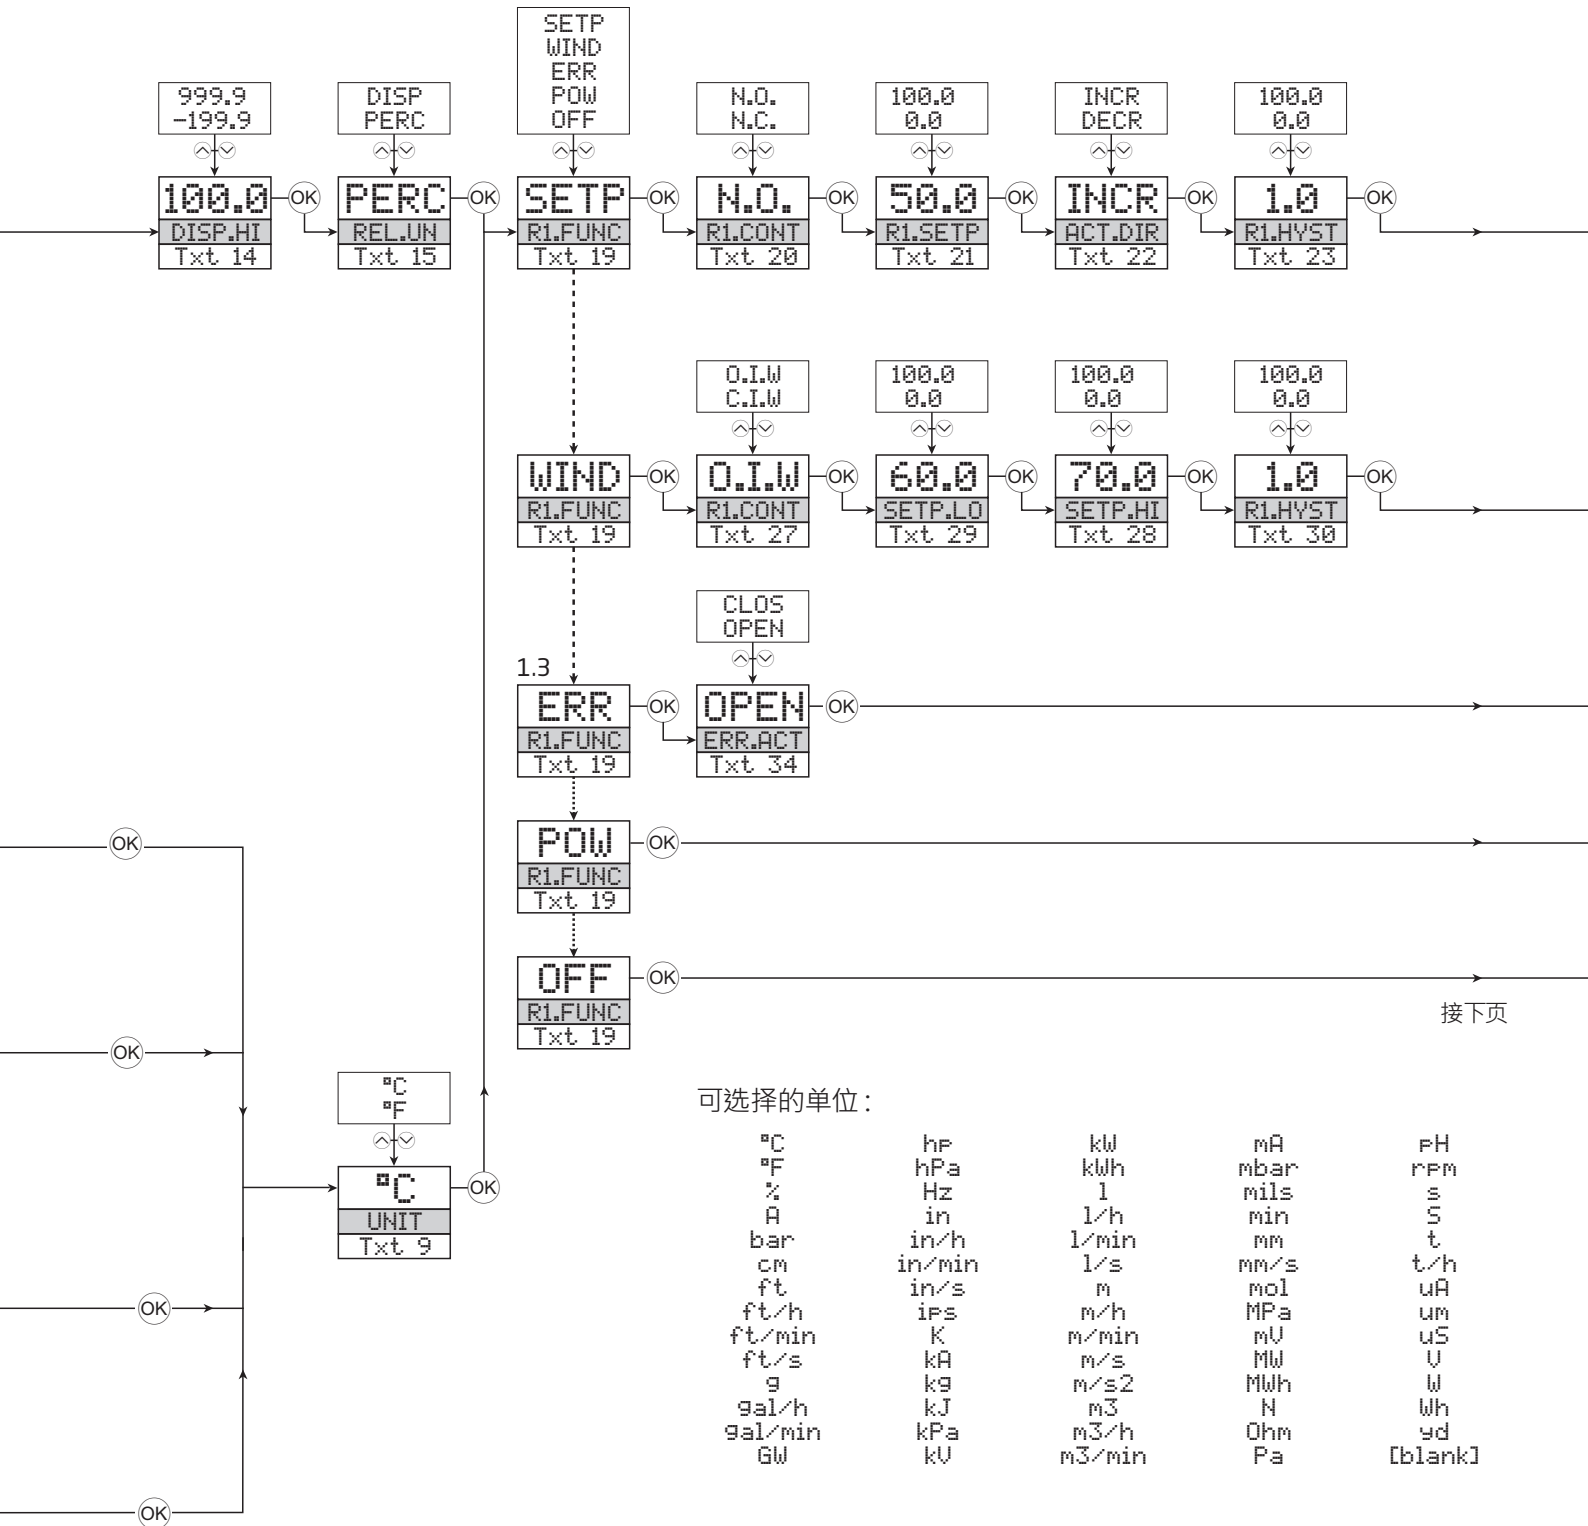 SETP
WIND
ERR
POW
OFF
999.9
-199.9
DISP
PERC
N.O.
N.C.
100.0
0.0
INCR
DECR
100.0
0.0
100.0 OK PERC OK SETP OK N.O. OK 50.0 OK INCR OK 1.0 OK
DISP.HI REL.UN R1.FUNC R1.CONT R1.SETP ACT.DIR R1.HYST
Txt 14 Txt 15 Txt 19 Txt 20 Txt 21 Txt 22 Txt 23
O.I.W
C.I.W
100.0
0.0
100.0
0.0
100.0
0.0
WIND OK O.I.W OK 60.0 OK 70.0 OK 1.0 OK
R1.FUNC R1.CONT SETP.LO SETP.HI R1.HYST
Txt 19 Txt 27 Txt 29 Txt 28 Txt 30
CLOS
OPEN
1.3
ERR OK OPEN OK
R1.FUNC ERR.ACT
Txt 19 Txt 34
OK
POW OK
R1.FUNC
Txt 19
OFF OK
R1.FUNC
Txt 19
接下页
OK
°C
°F
°C OK
UNIT
Txt 9
OK
OK
可选择的单位：
°C hp kW mA pH
°F hPa kWh mbar rpm
% Hz l mils s
A in l/h min S
bar in/h l/min mm t
cm in/min l/s mm/s t/h
ft in/s m mol uA
ft/h ips m/h MPa um
ft/min K m/min mV uS
ft/s kA m/s MW V
g kg m/s2 MWh W
gal/h kJ m3 N Wh
gal/min kPa m3/h Ohm yd
GW kV m3/min Pa [blank]